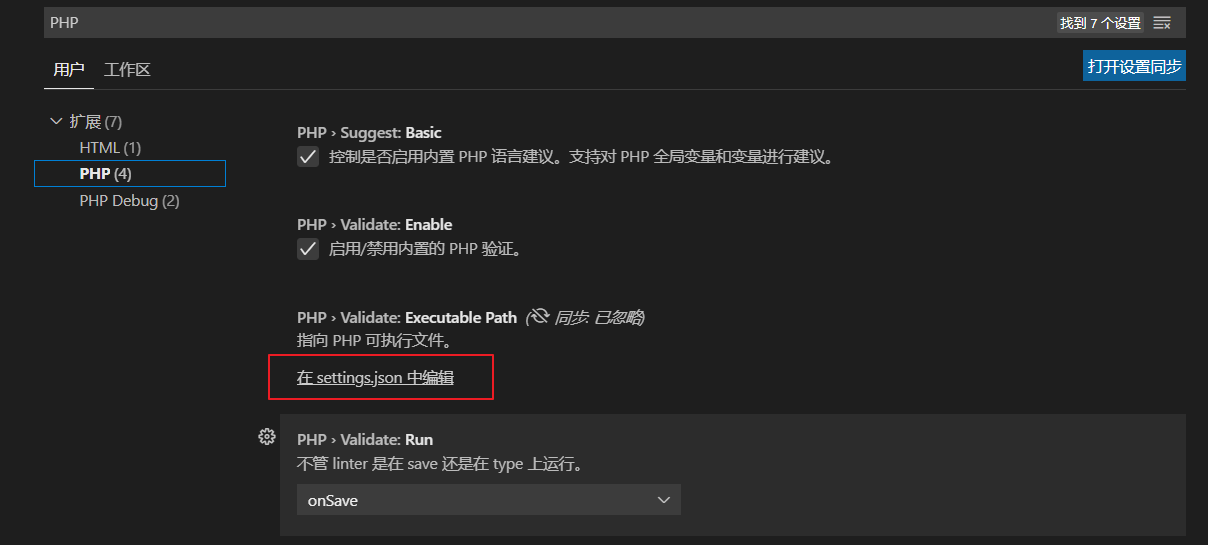 PHP
找到 7 个设置
用户 工作区
打开设置同步
扩展 (7)
HTML (1)
PHP (4)
PHP Debug (2)
PHP › Suggest: Basic
控制是否启用内置 PHP 语言建议。支持对 PHP 全局变量和变量进行建议。
PHP › Validate: Enable
启用/禁用内置的 PHP 验证。
PHP › Validate: Executable Path (同步: 已忽略)
指向 PHP 可执行文件。
在 settings.json 中编辑
PHP › Validate: Run
不管 linter 是在 save 还是在 type 上运行。
onSave